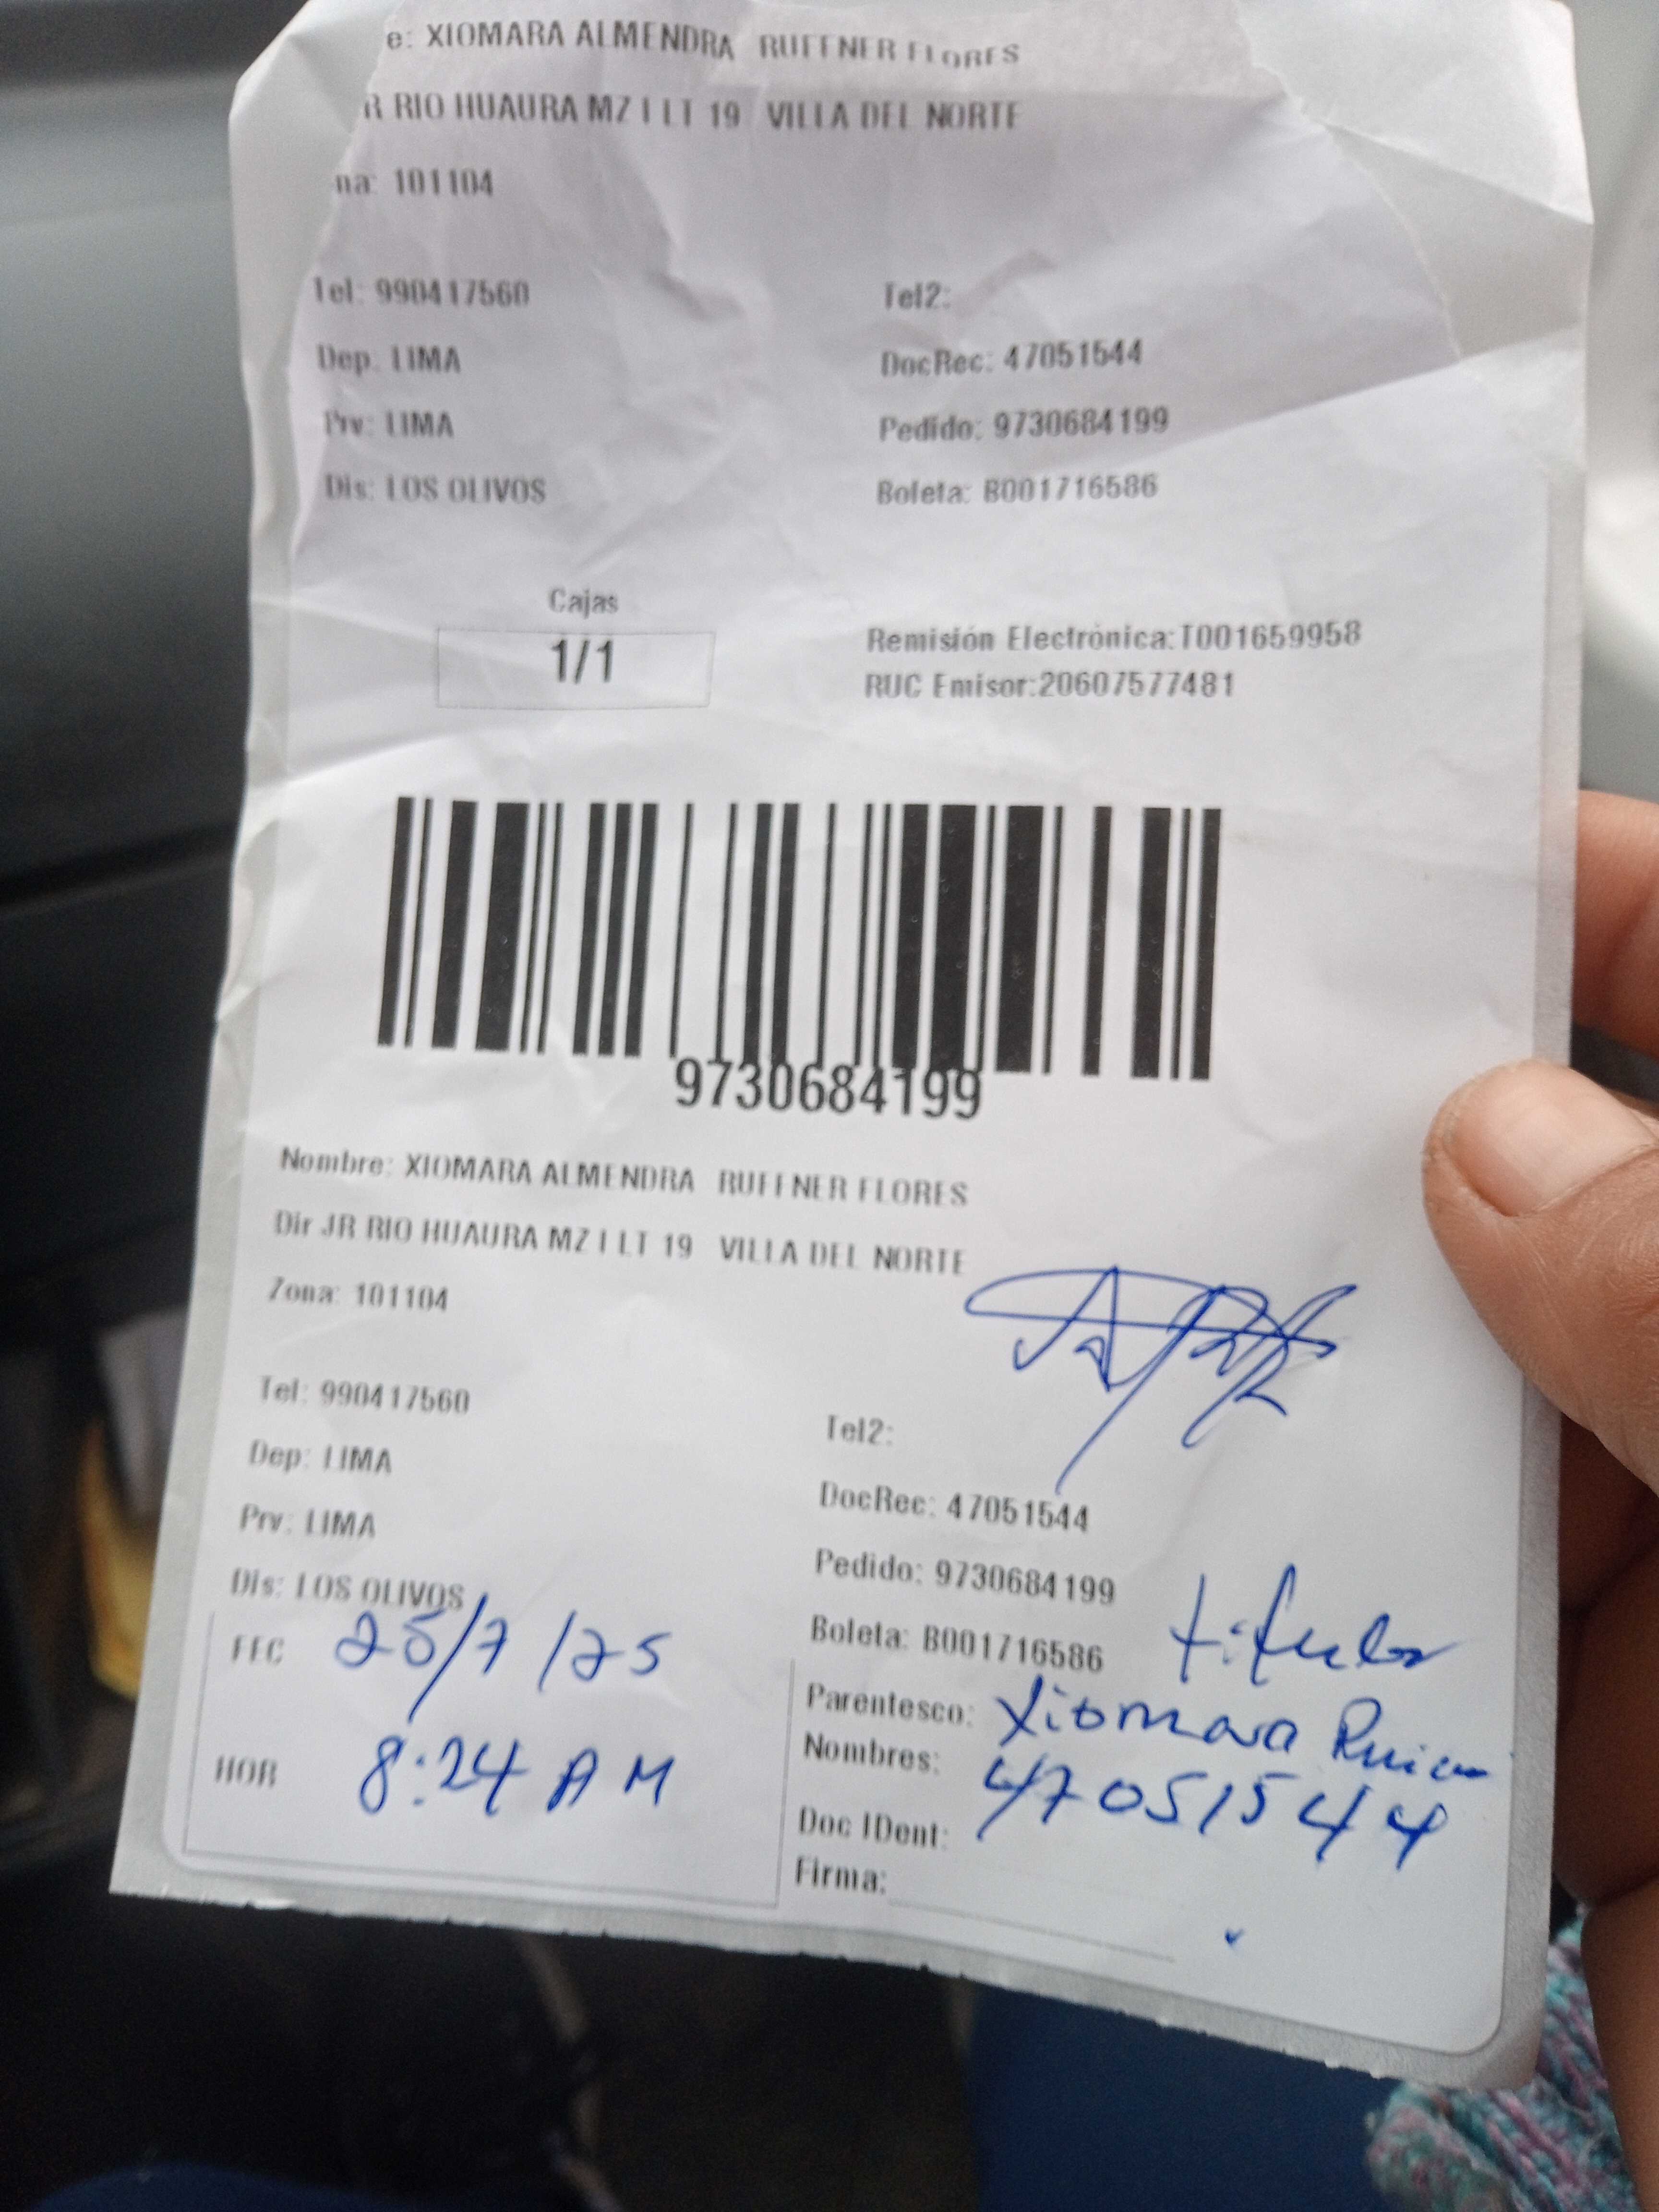 e: XIOMARA ALMENDRA RUFFNER FLORES
R RIO HUAURA MZ I LT 19 VILLA DEL NORTE
na: 101104
Tel: 990417560 Tel2:
Dep. LIMA DocRec: 47051544
Prv: LIMA Pedido: 9730684199
Dis: LOS OLIVOS Boleta: B001716586
Cajas
1/1
Remisión Electrónica:T001659958
RUC Emisor:20607577481
9730684199
Nombre: XIOMARA ALMENDRA RUFFNER FLORES
Dir JR RIO HUAURA MZ I LT 19 VILLA DEL NORTE
Zona: 101104
Tel: 990417560 Tel2:
Dep: LIMA DocRec: 47051544
Prv: LIMA Pedido: 9730684199
Dis: LOS OLIVOS Boleta: B001716586
titular
FEC 25/7/25
Parentesco: Xiomara
Nombres: 47051544
HOR 8:24 AM
Doc IDent:
Firma: